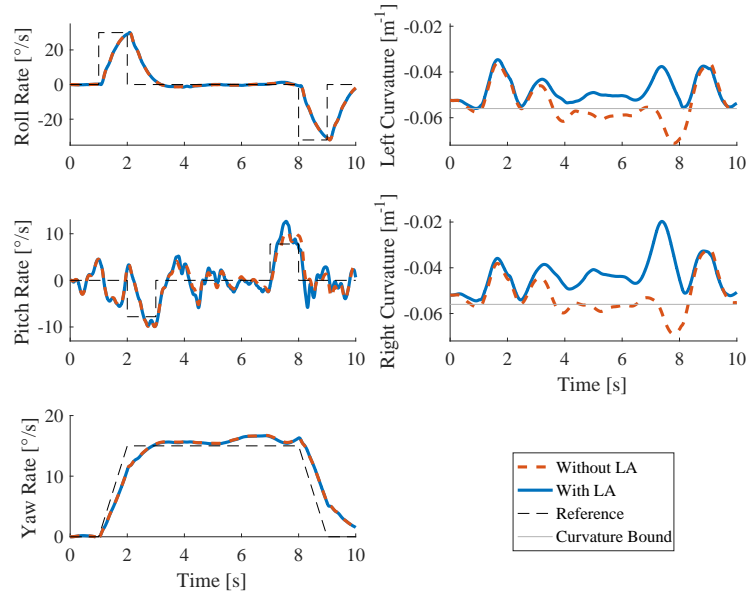 Roll Rate [°/s]
20
0
-20
0 2 4 6 8 10
Left Curvature [m-1]
-0.02
-0.04
-0.06
0 2 4 6 8 10
Pitch Rate [°/s]
10
0
-10
0 2 4 6 8 10
Right Curvature [m-1]
-0.02
-0.04
-0.06
0 2 4 6 8 10
Time [s]
Yaw Rate [°/s]
20
10
0
0 2 4 6 8 10
Time [s]
Without LA
With LA
Reference
Curvature Bound